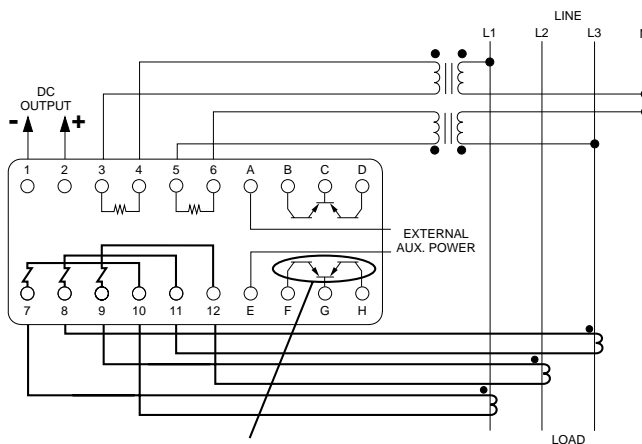 LINE
L1 L2 L3 N
DC
OUTPUT
- +
1 2 3 4 5 6 A B C D
EXTERNAL
AUX. POWER
7 8 9 10 11 12 E F G H
LOAD